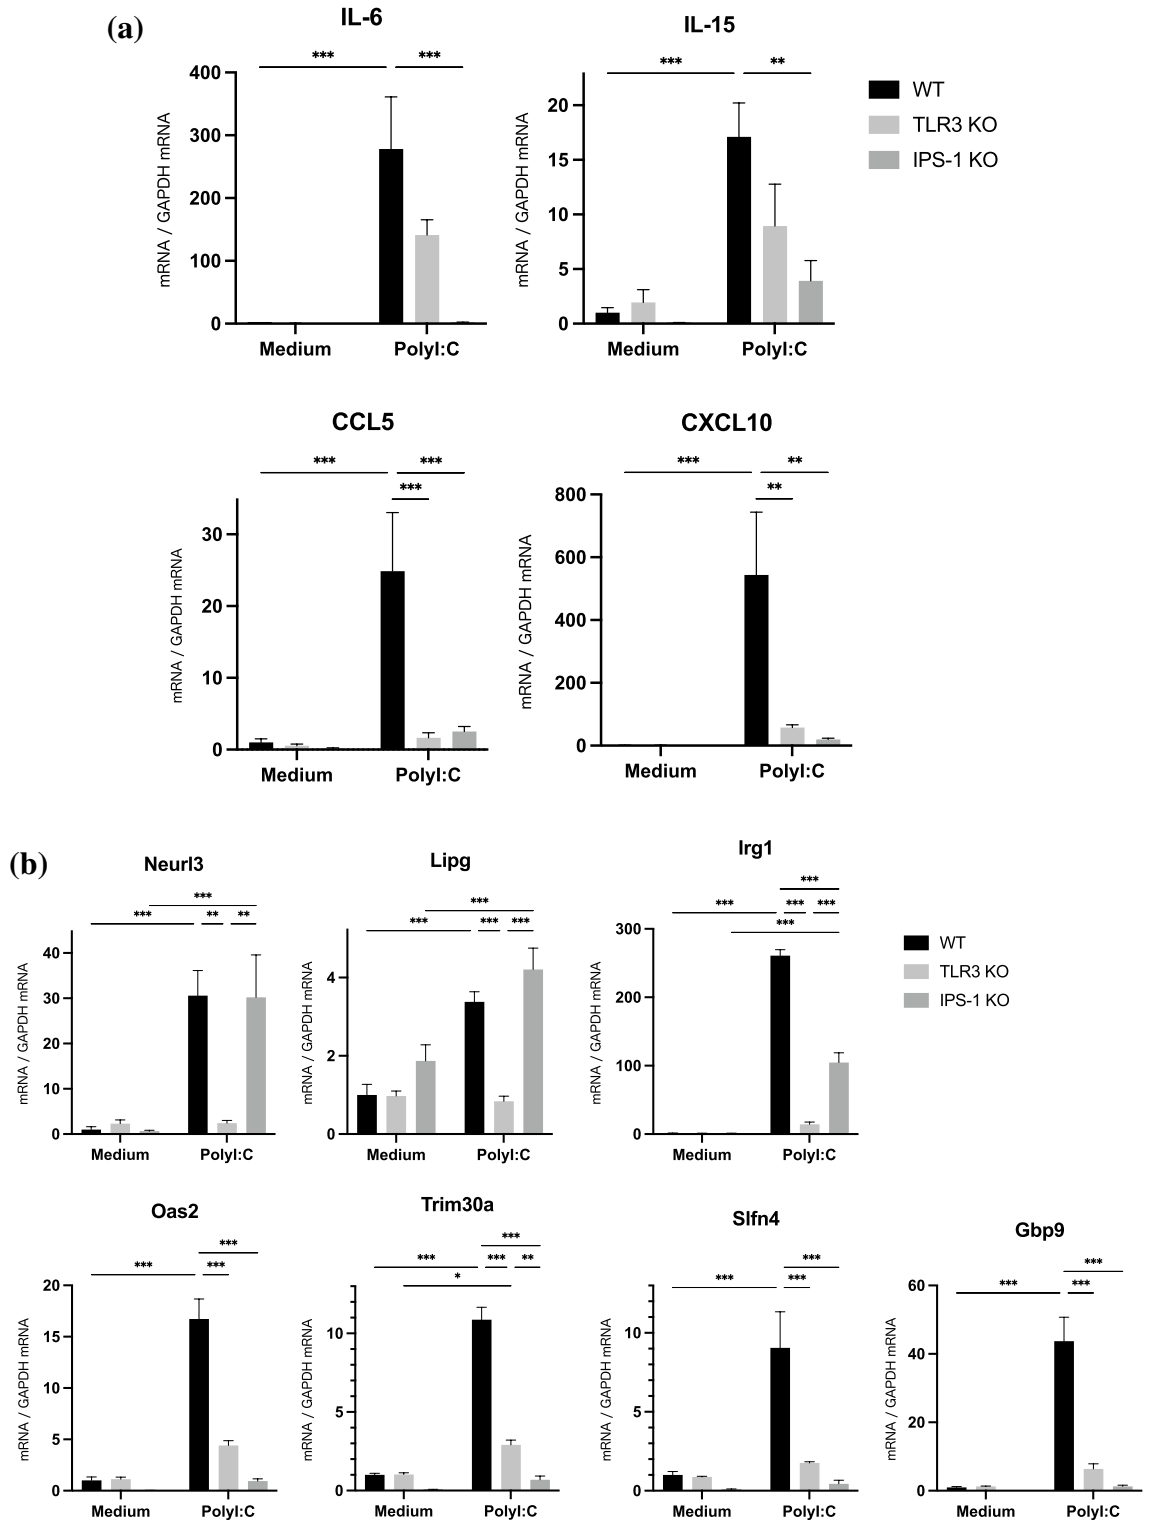 (a)
IL-6
*** ***
400
300
200
100
0
mRNA / GAPDH mRNA
Medium PolyI:C
IL-15
*** **
20
15
10
5
0
mRNA / GAPDH mRNA
Medium PolyI:C
WT
TLR3 KO
IPS-1 KO
CCL5
*** ***
***
30
20
10
0
mRNA / GAPDH mRNA
Medium PolyI:C
CXCL10
*** **
**
800
600
400
200
0
mRNA / GAPDH mRNA
Medium PolyI:C
(b)
Neurl3
***
*** ** **
40
30
20
10
0
mRNA / GAPDH mRNA
Medium PolyI:C
Lipg
***
*** *** ***
4
2
0
mRNA / GAPDH mRNA
Medium PolyI:C
Irg1
***
*** *** ***
***
300
200
100
0
mRNA / GAPDH mRNA
Medium PolyI:C
WT
TLR3 KO
IPS-1 KO
Oas2
***
*** ***
20
15
10
5
0
mRNA / GAPDH mRNA
Medium PolyI:C
Trim30a
***
*** *** **
*
10
5
0
mRNA / GAPDH mRNA
Medium PolyI:C
Slfn4
***
*** ***
10
5
0
mRNA / GAPDH mRNA
Medium PolyI:C
Gbp9
***
*** ***
60
40
20
0
mRNA / GAPDH mRNA
Medium PolyI:C